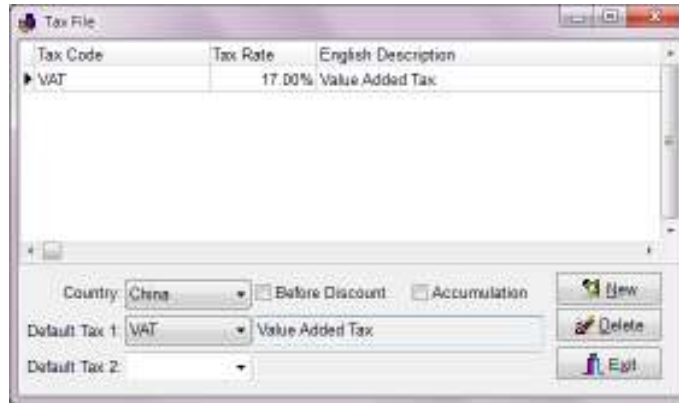 Tax File
Tax Code Tax Rate English Description
VAT 17.00% Value Added Tax
Country China Before Discount Accumulation New
Default Tax 1 VAT Value Added Tax Delete
Default Tax 2 Exit